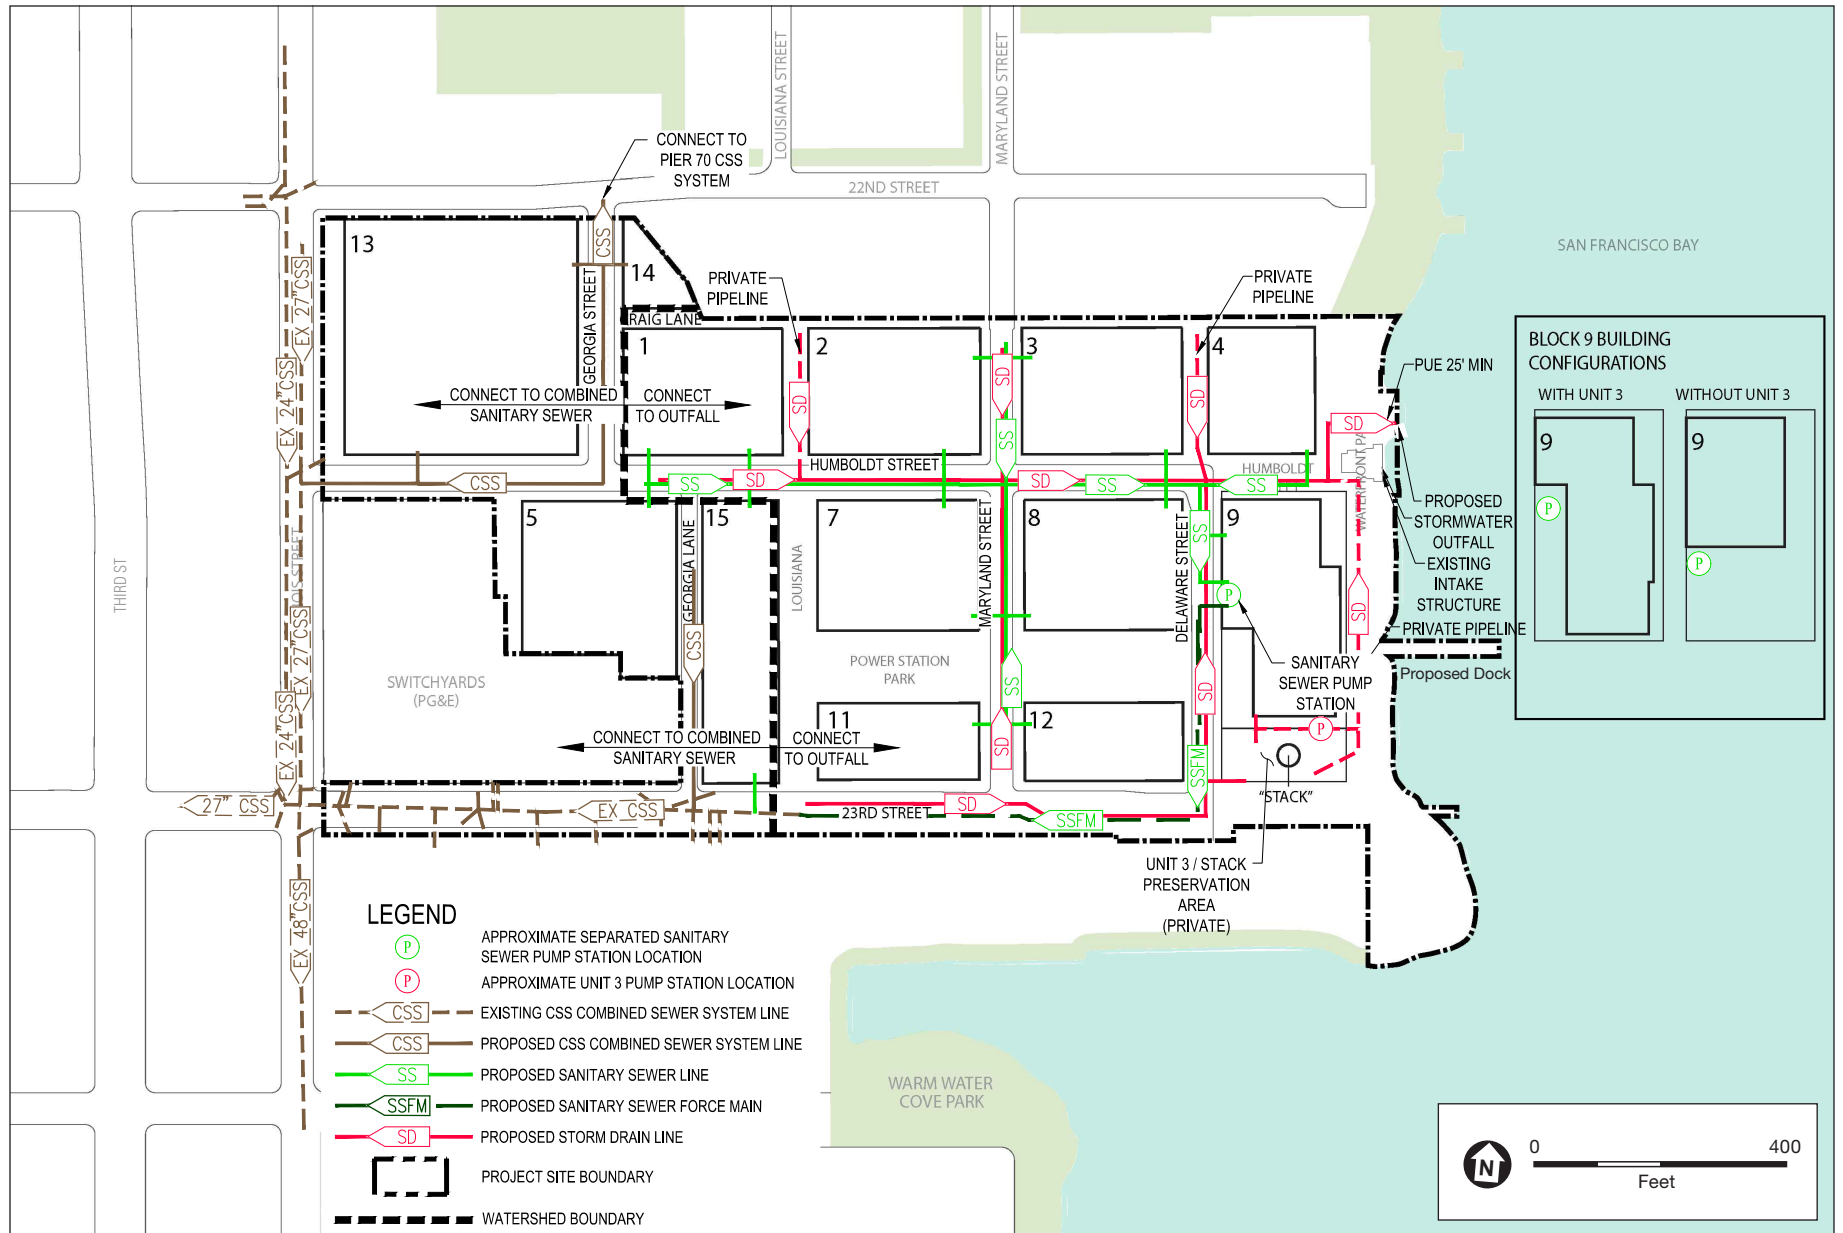 LOUISIANA STREET
MARYLAND STREET
CONNECT TO
PIER 70 CSS
SYSTEM
22ND STREET
SAN FRANCISCO BAY
13
CSS
14
GEORGIA STREET
EX 27"CSS
EX 24"CSS
PRIVATE
PIPELINE
PRIVATE
PIPELINE
RAIG LANE
1
2
3
4
SD
SD
SD
SD
SS
CONNECT TO COMBINED
SANITARY SEWER
CONNECT
TO OUTFALL
PUE 25' MIN
BLOCK 9 BUILDING
CONFIGURATIONS
WITH UNIT 3
WITHOUT UNIT 3
9
9
P
P
HUMBOLDT STREET
HUMBOLDT
WATERFRONT PA
CSS
SS
SD
SD
SS
SS
PROPOSED
STORMWATER
OUTFALL
EXISTING
INTAKE
STRUCTURE
PRIVATE PIPELINE
Proposed Dock
THIRD ST
5
15
7
8
9
GEORGIA LANE
LOUISIANA
MARYLAND STREET
DELAWARE STREET
SS
P
SD
EX 27"CSS
CSS
SWITCHYARDS
(PG&E)
POWER STATION
PARK
SS
SD
SANITARY
SEWER PUMP
STATION
P
EX 24"CSS
11
12
CONNECT TO COMBINED
SANITARY SEWER
CONNECT
TO OUTFALL
SD
SSFM
"STACK"
27" CSS
EX CSS
23RD STREET
SD
SSFM
UNIT 3 / STACK
PRESERVATION
AREA
(PRIVATE)
EX 48"CSS
LEGEND
P
APPROXIMATE SEPARATED SANITARY
SEWER PUMP STATION LOCATION
P
APPROXIMATE UNIT 3 PUMP STATION LOCATION
CSS
EXISTING CSS COMBINED SEWER SYSTEM LINE
CSS
PROPOSED CSS COMBINED SEWER SYSTEM LINE
SS
PROPOSED SANITARY SEWER LINE
SSFM
PROPOSED SANITARY SEWER FORCE MAIN
SD
PROPOSED STORM DRAIN LINE
PROJECT SITE BOUNDARY
WATERSHED BOUNDARY
WARM WATER
COVE PARK
N
0
400
Feet